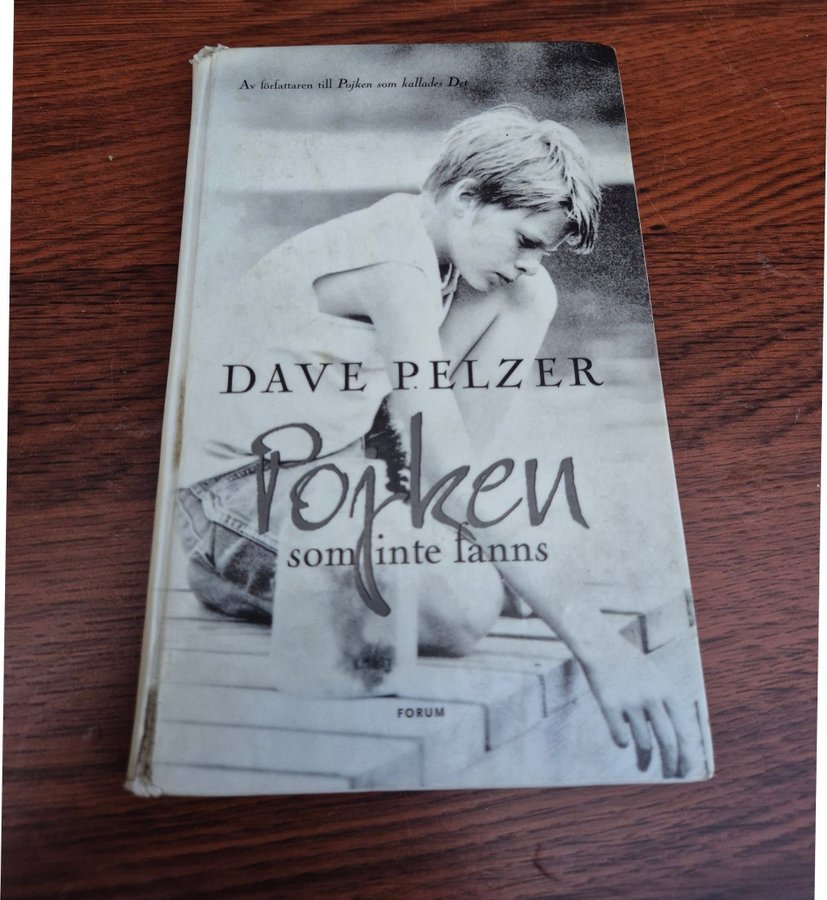 Av författaren till Pojken som kallades Det
DAVE PELZER
Pojken
som inte fanns
FORUM